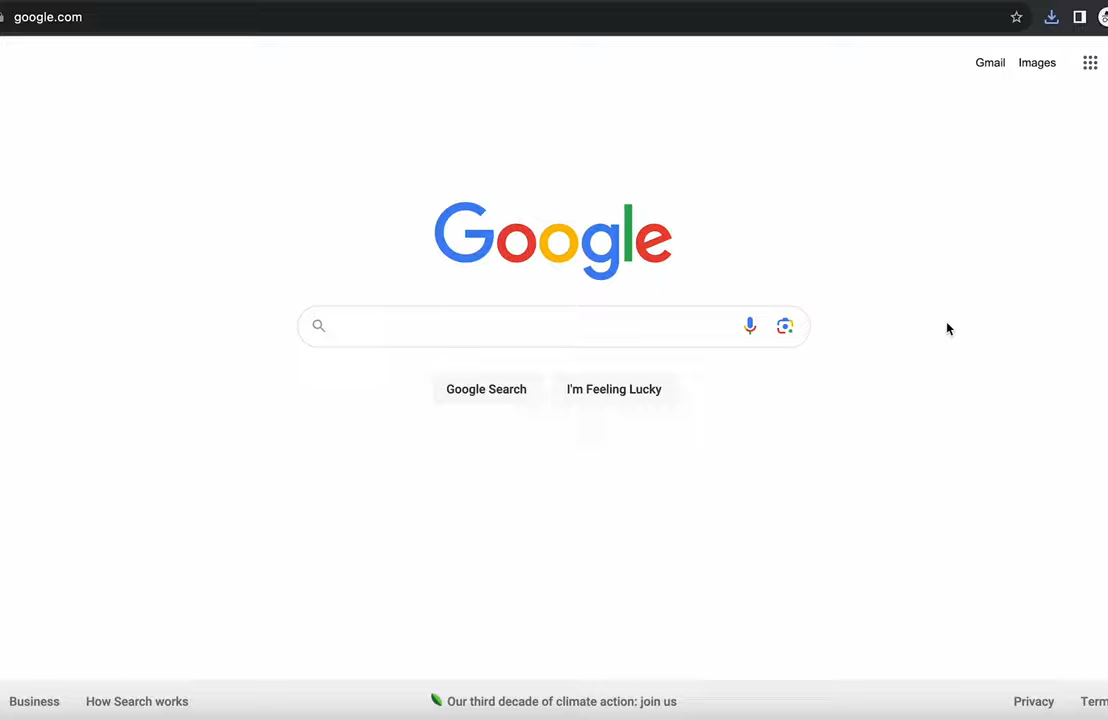 google.com
Gmail Images
Google
Google Search I'm Feeling Lucky
Business How Search works Our third decade of climate action: join us Privacy Term